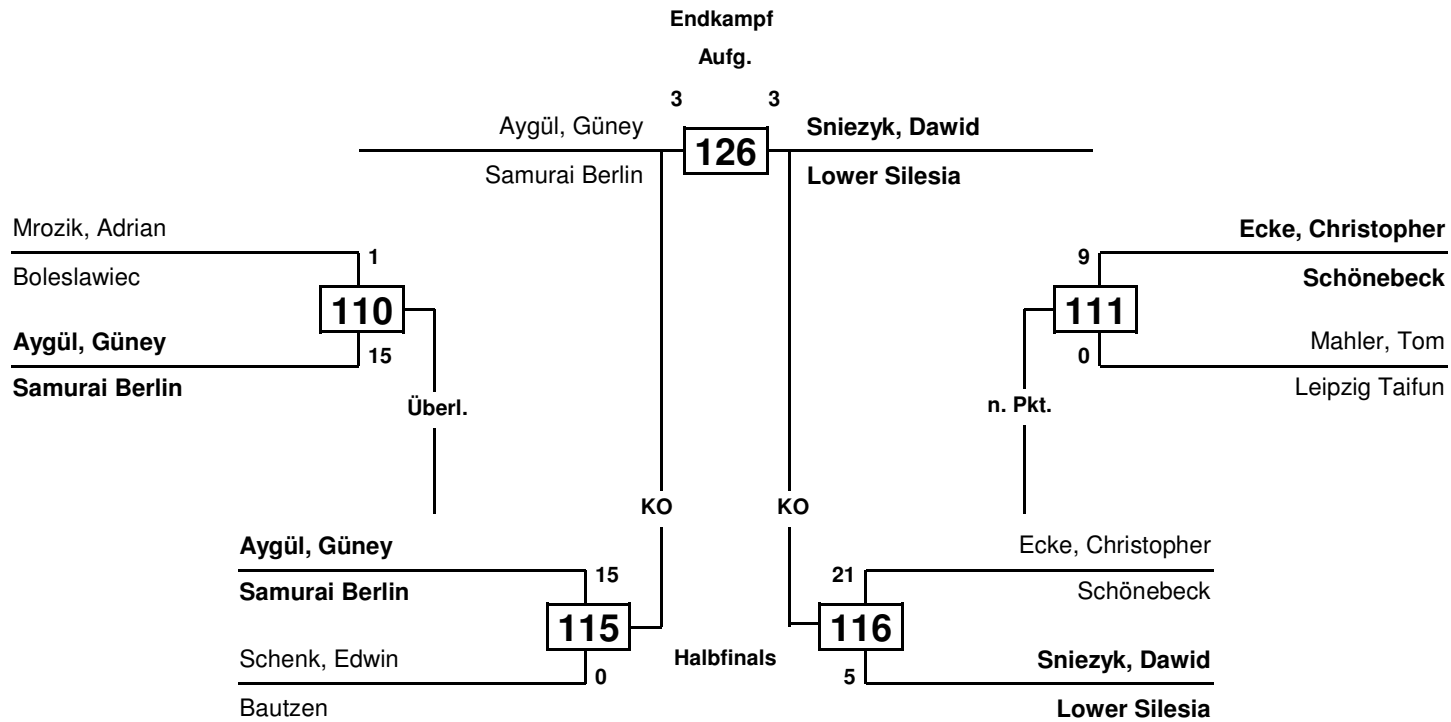 Endkampf
Aufg.
3 3
Aygül, Güney 126 Sniezyk, Dawid
Samurai Berlin Lower Silesia
Mrozik, Adrian Ecke, Christopher
1 9
Boleslawiec Schönebeck
110 111
Aygül, Güney Mahler, Tom
15 0
Samurai Berlin Leipzig Taifun
Überl. n. Pkt.
KO KO
Aygül, Güney Ecke, Christopher
15 21
Samurai Berlin Schönebeck
115 116
Schenk, Edwin Halbfinals Sniezyk, Dawid
0 5
Bautzen Lower Silesia